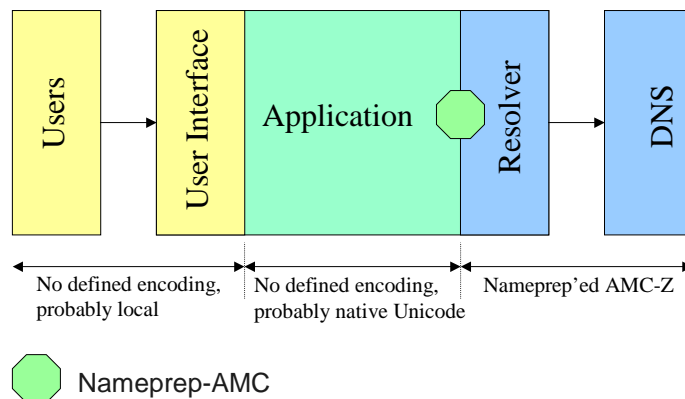 Users
User Interface
Application
Resolver
DNS
No defined encoding,
probably local
No defined encoding,
probably native Unicode
Nameprep’ed AMC-Z
Nameprep-AMC